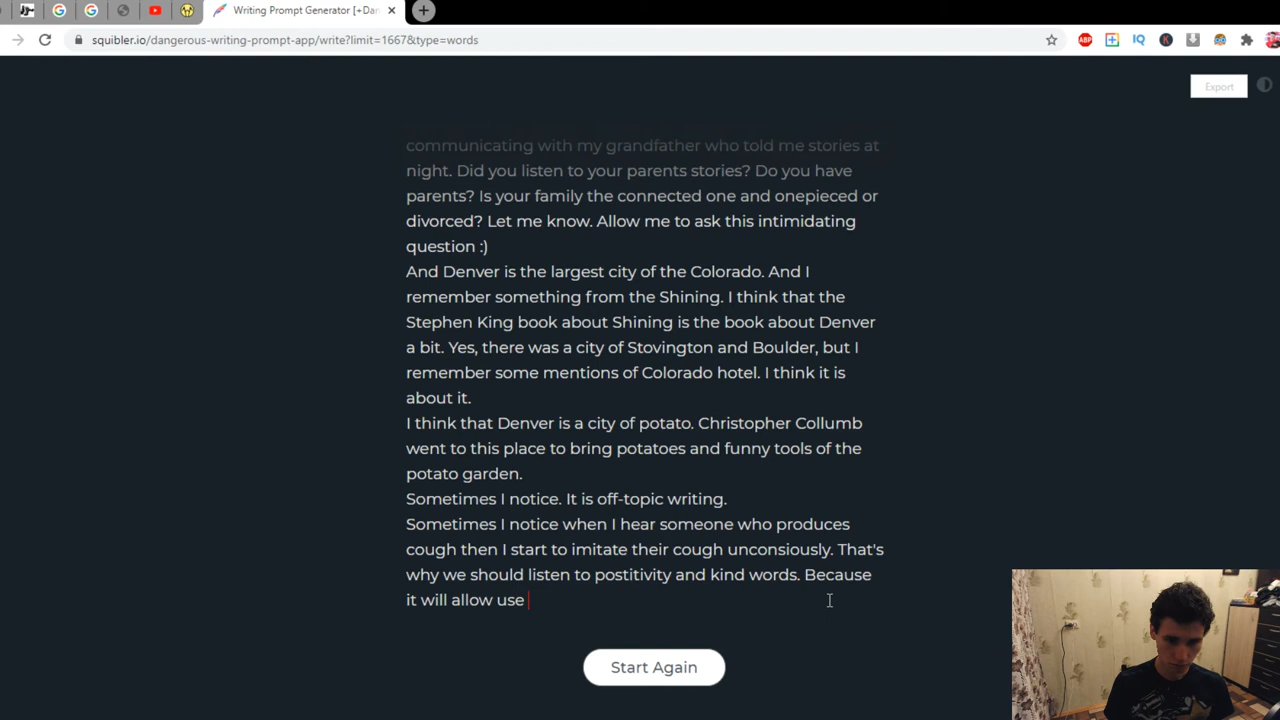 Writing Prompt Generator [+Dan
squibler.io/dangerous-writing-prompt-app/write?limit=1667&type=words
ABP
IQ
K
Export
communicating with my grandfather who told me stories at
night. Did you listen to your parents stories? Do you have
parents? Is your family the connected one and onepieced or
divorced? Let me know. Allow me to ask this intimidating
question :)
And Denver is the largest city of the Colorado. And I
remember something from the Shining. I think that the
Stephen King book about Shining is the book about Denver
a bit. Yes, there was a city of Stovington and Boulder, but I
remember some mentions of Colorado hotel. I think it is
about it.
I think that Denver is a city of potato. Christopher Collumb
went to this place to bring potatoes and funny tools of the
potato garden.
Sometimes I notice. It is off-topic writing.
Sometimes I notice when I hear someone who produces
cough then I start to imitate their cough unconsiously. That's
why we should listen to postitivity and kind words. Because
it will allow use
Start Again